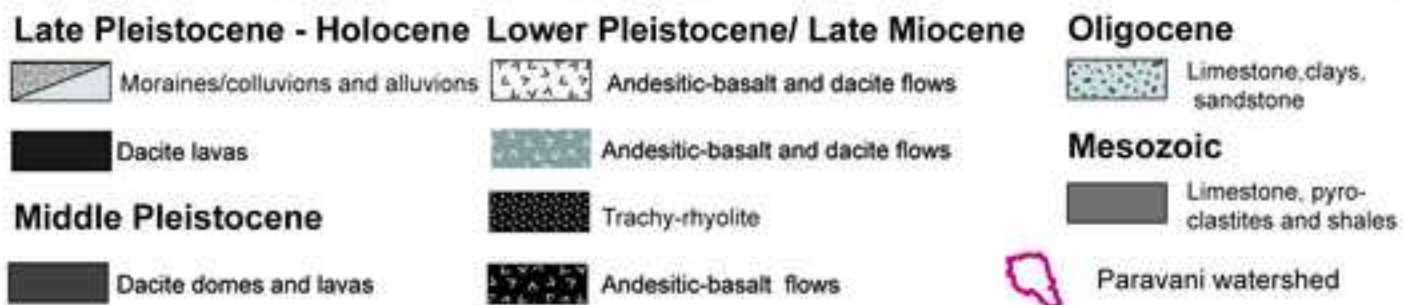 Late Pleistocene - Holocene
Moraines/colluvions and alluvions
Dacite lavas
Middle Pleistocene
Dacite domes and lavas
Lower Pleistocene/ Late Miocene
Andesitic-basalt and dacite flows
Andesitic-basalt and dacite flows
Trachy-rhyolite
Andesitic-basalt flows
Oligocene
Limestone,clays,
sandstone
Mesozoic
Limestone, pyro-
clastites and shales
Paravani watershed